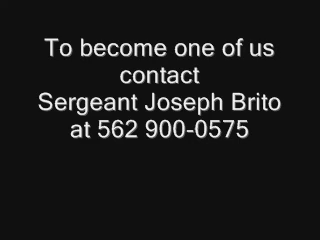 To become one of us
contact
Sergeant Joseph Brito
at 562 900-0575